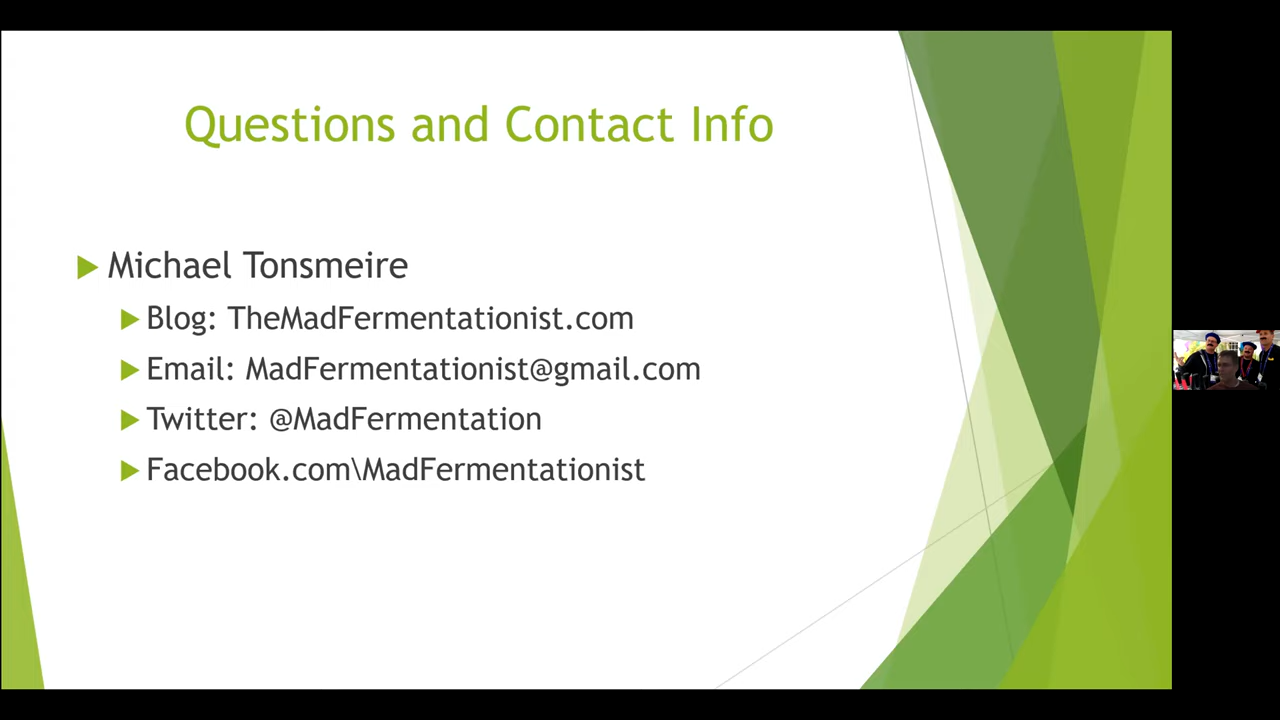 Questions and Contact Info
Michael Tonsmeire
Blog: TheMadFermentationist.com
Email: MadFermentationist@gmail.com
Twitter: @MadFermentation
Facebook.com\MadFermentationist